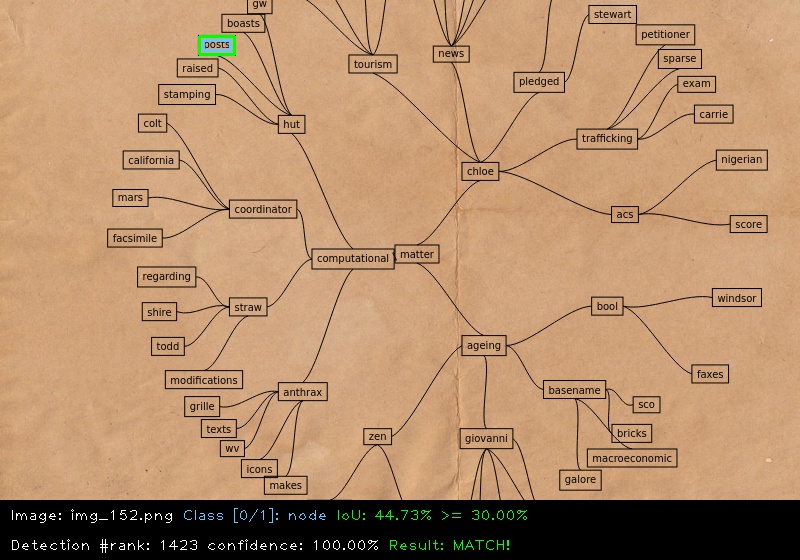 gw
boasts
posts
raised
stamping
hut
colt
california
mars
facsimile
coordinator
regarding
shire
todd
modifications
straw
computational
matter
grille
texts
wv
icons
makes
anthrax
tourism
news
stewart
petitioner
pledged
sparse
exam
carrie
trafficking
chloe
nigerian
acs
score
ageing
bool
windsor
faxes
basename
sco
bricks
macroeconomic
galore
zen
giovanni
Image: img_152.png Class [0/1]: node IoU: 44.73% >= 30.00%
Detection #rank: 1423 confidence: 100.00% Result: MATCH!